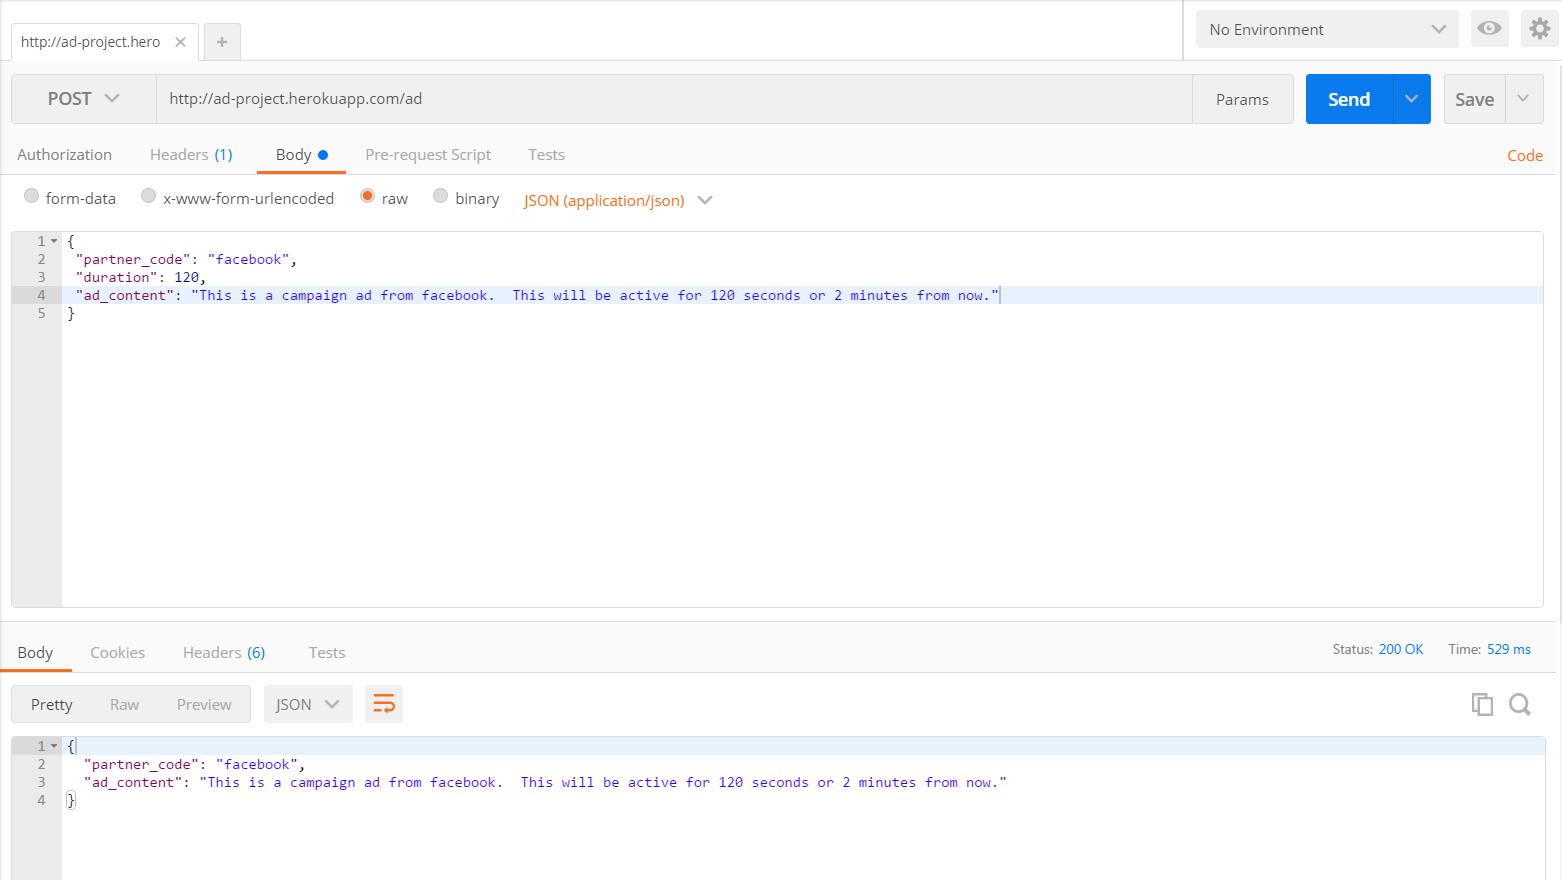 http://ad-project.hero
No Environment
POST http://ad-project.herokuapp.com/ad Params Send Save
Authorization Headers (1) Body Pre-request Script Tests Code
form-data x-www-form-urlencoded raw binary JSON (application/json)
1 {
2 "partner_code": "facebook",
3 "duration": 120,
4 "ad_content": "This is a campaign ad from facebook.  This will be active for 120 seconds or 2 minutes from now."
5 }
Body Cookies Headers (6) Tests Status: 200 OK Time: 529 ms
Pretty Raw Preview JSON
1 {
2 "partner_code": "facebook",
3 "ad_content": "This is a campaign ad from facebook.  This will be active for 120 seconds or 2 minutes from now."
4 }